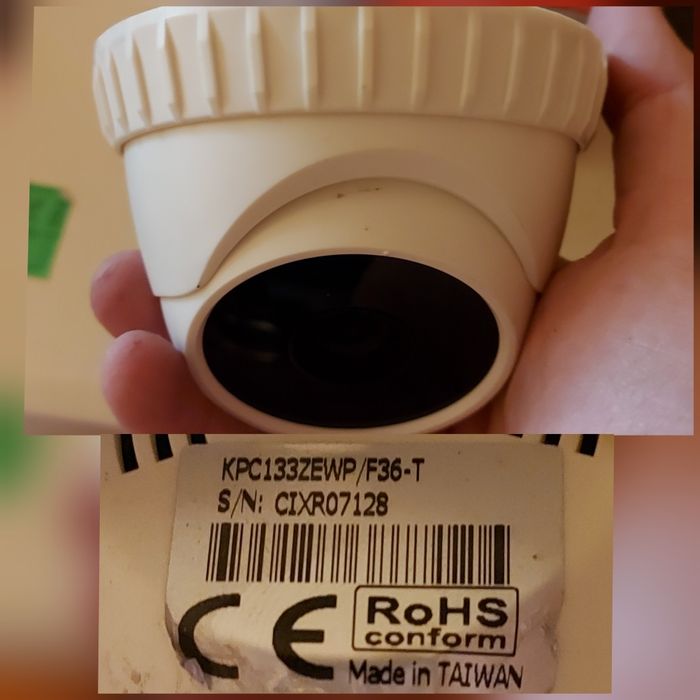 KPC133ZEWP/F36-T
S/N: CIXR07128
CE
RoHS
conform
Made in TAIWAN